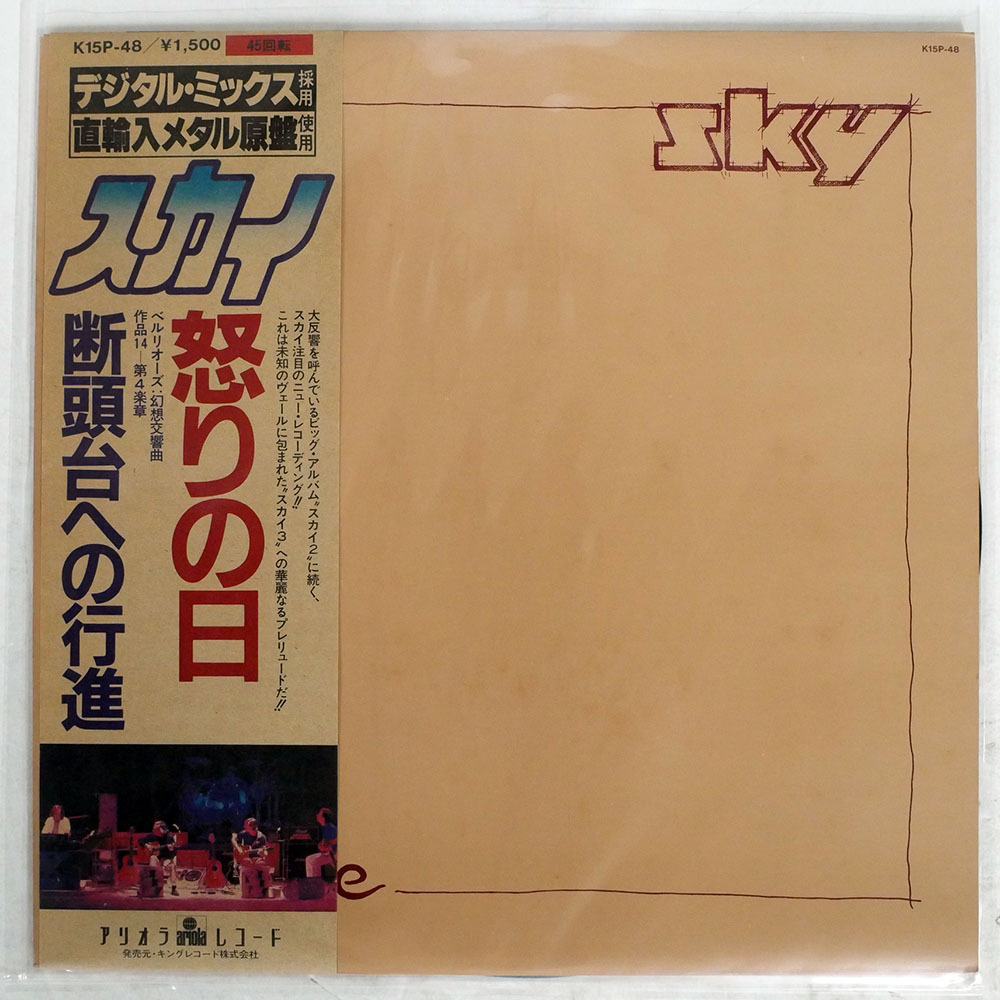 K15P-48／¥1,500 45回転
デジタル・ミックス採用
直輸入メタル原盤使用
スカイ
大反響を呼んでいるビッグ・アルバム〝スカイ2〟に続く、
スカイ注目のニュー・レコーディング!!
これは未知のヴェールに包まれた〝スカイ3〟への華麗なるプレリュードだ!!
怒りの日
ベルリオーズ:幻想交響曲
作品14―第4楽章
断頭台への行進
アリオラ ariola レコード
発売元・キングレコード株式会社
K15P-48
sky
e